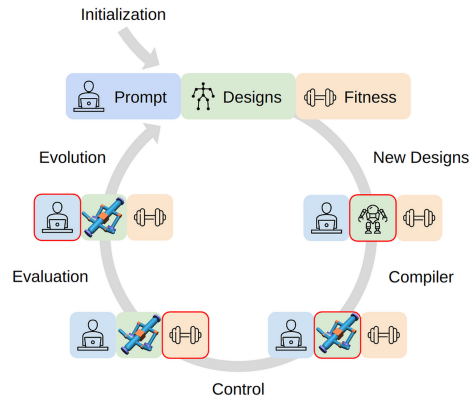 Initialization
Prompt
Designs
Fitness
Evolution
New Designs
Evaluation
Compiler
Control